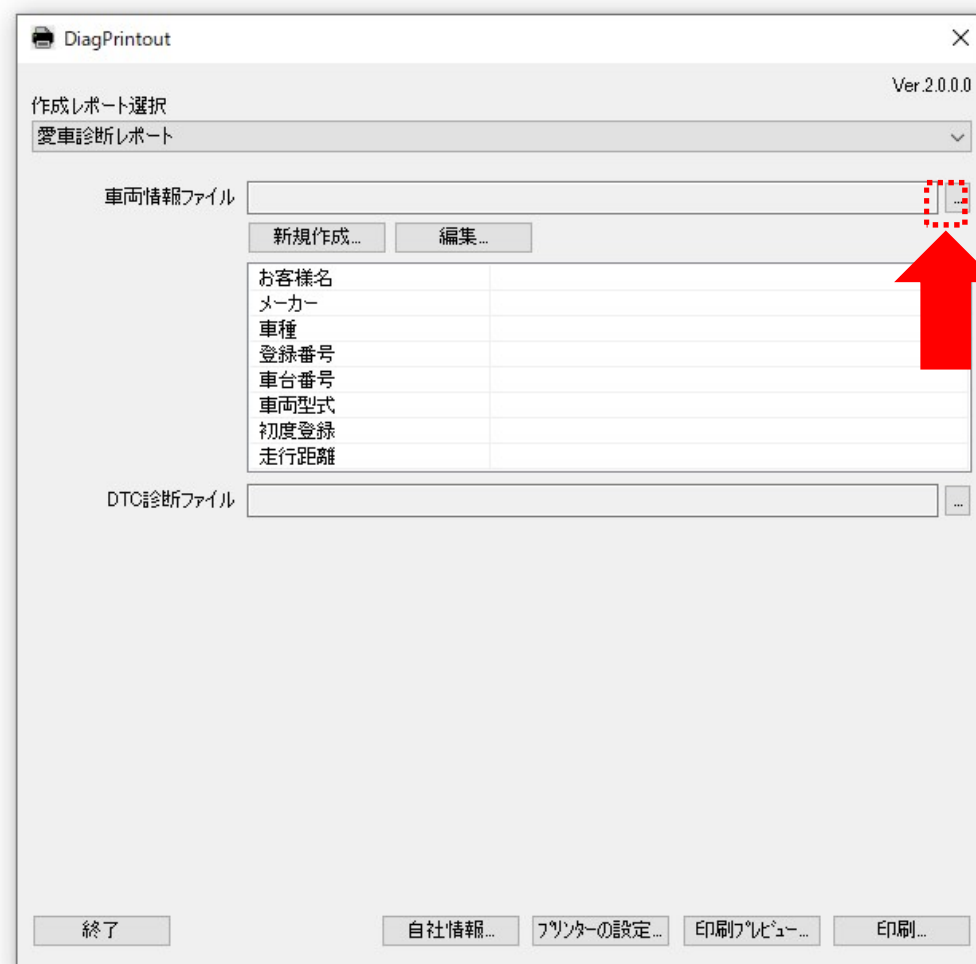 DiagPrintout
Ver.2.0.0.0
作成レポート選択
愛車診断レポート
車両情報ファイル
...
新規作成...
編集...
お客様名
メーカー
車種
登録番号
車台番号
車両型式
初度登録
走行距離
DTC診断ファイル
...
終了
自社情報...
プリンターの設定...
印刷プレビュー...
印刷...